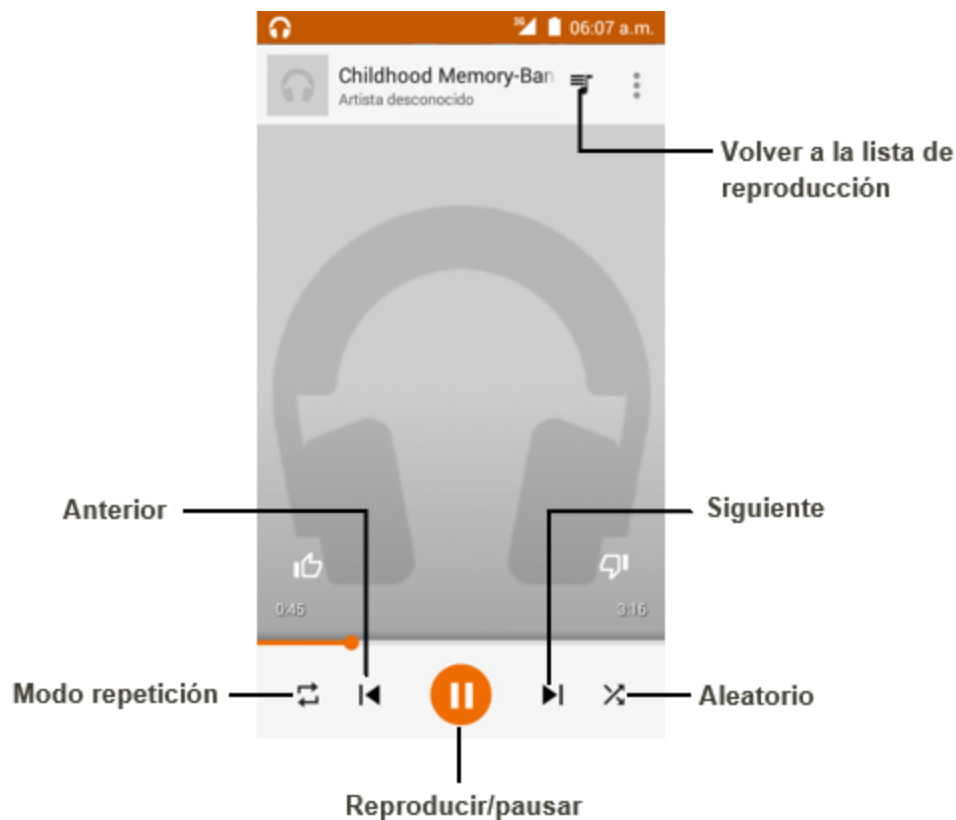 3G 06:07 a.m.
Childhood Memory-Ban
Artista desconocido
Volver a la lista de
reproducción
Anterior
Siguiente
0:45
3:16
Modo repetición
Aleatorio
Reproducir/pausar